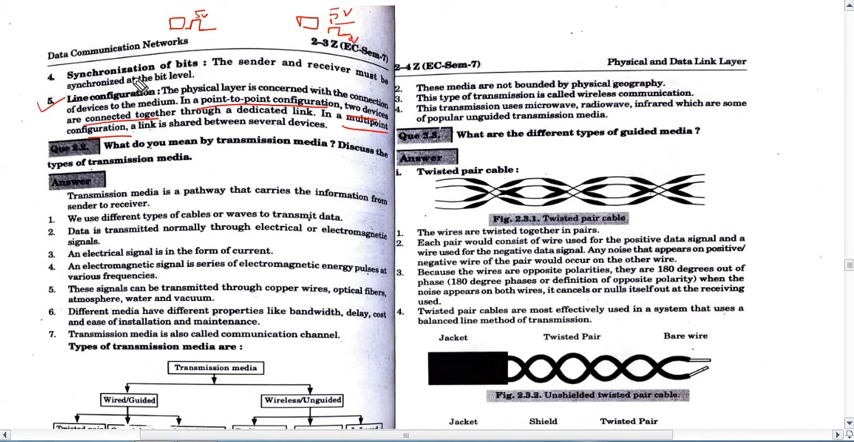 5V
5V
Data Communication Networks
2–3 Z (EC-Sem-7)
4. Synchronization of bits : The sender and receiver must be
synchronized at the bit level.
5. Line configuration : The physical layer is concerned with the connection
of devices to the medium. In a point-to-point configuration, two devices
are connected together through a dedicated link. In a multipoint
configuration, a link is shared between several devices.
Que 2.2. What do you mean by transmission media ? Discuss the
types of transmission media.
Answer
Transmission media is a pathway that carries the information from
sender to receiver.
1. We use different types of cables or waves to transmit data.
2. Data is transmitted normally through electrical or electromagnetic
signals.
3. An electrical signal is in the form of current.
4. An electromagnetic signal is series of electromagnetic energy pulses at
various frequencies.
5. These signals can be transmitted through copper wires, optical fibers,
atmosphere, water and vacuum.
6. Different media have different properties like bandwidth, delay, cost
and ease of installation and maintenance.
7. Transmission media is also called communication channel.
Types of transmission media are :
Transmission media
Wired/Guided
Wireless/Unguided
2–4 Z (EC-Sem-7)
Physical and Data Link Layer
2. These media are not bounded by physical geography.
3. This type of transmission is called wireless communication.
4. This transmission uses microwave, radiowave, infrared which are some
of popular unguided transmission media.
Que 2.3. What are the different types of guided media ?
Answer
i. Twisted pair cable :
Fig. 2.3.1. Twisted pair cable
1. The wires are twisted together in pairs.
2. Each pair would consist of wire used for the positive data signal and a
wire used for the negative data signal. Any noise that appears on positive/
negative wire of the pair would occur on the other wire.
3. Because the wires are opposite polarities, they are 180 degrees out of
phase (180 degree phases or definition of opposite polarity) when the
noise appears on both wires, it cancels or nulls itself out at the receiving
used.
4. Twisted pair cables are most effectively used in a system that uses a
balanced line method of transmission.
Jacket
Twisted Pair
Bare wire
Fig. 2.3.2. Unshielded twisted pair cable.
Jacket
Shield
Twisted Pair